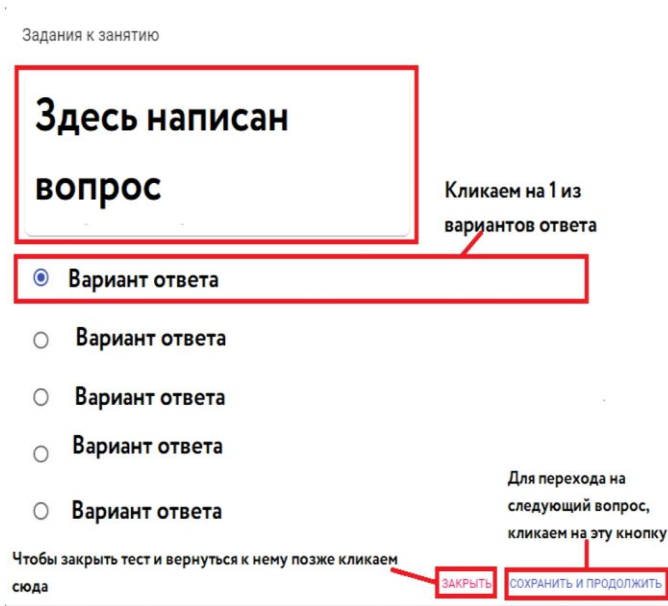 Задания к занятию
Здесь написан
вопрос
Кликаем на 1 из
вариантов ответа
Вариант ответа
Вариант ответа
Вариант ответа
Вариант ответа
Вариант ответа
Для перехода на
следующий вопрос,
кликаем на эту кнопку
Чтобы закрыть тест и вернуться к нему позже кликаем
сюда
ЗАКРЫТЬ
СОХРАНИТЬ И ПРОДОЛЖИТЬ